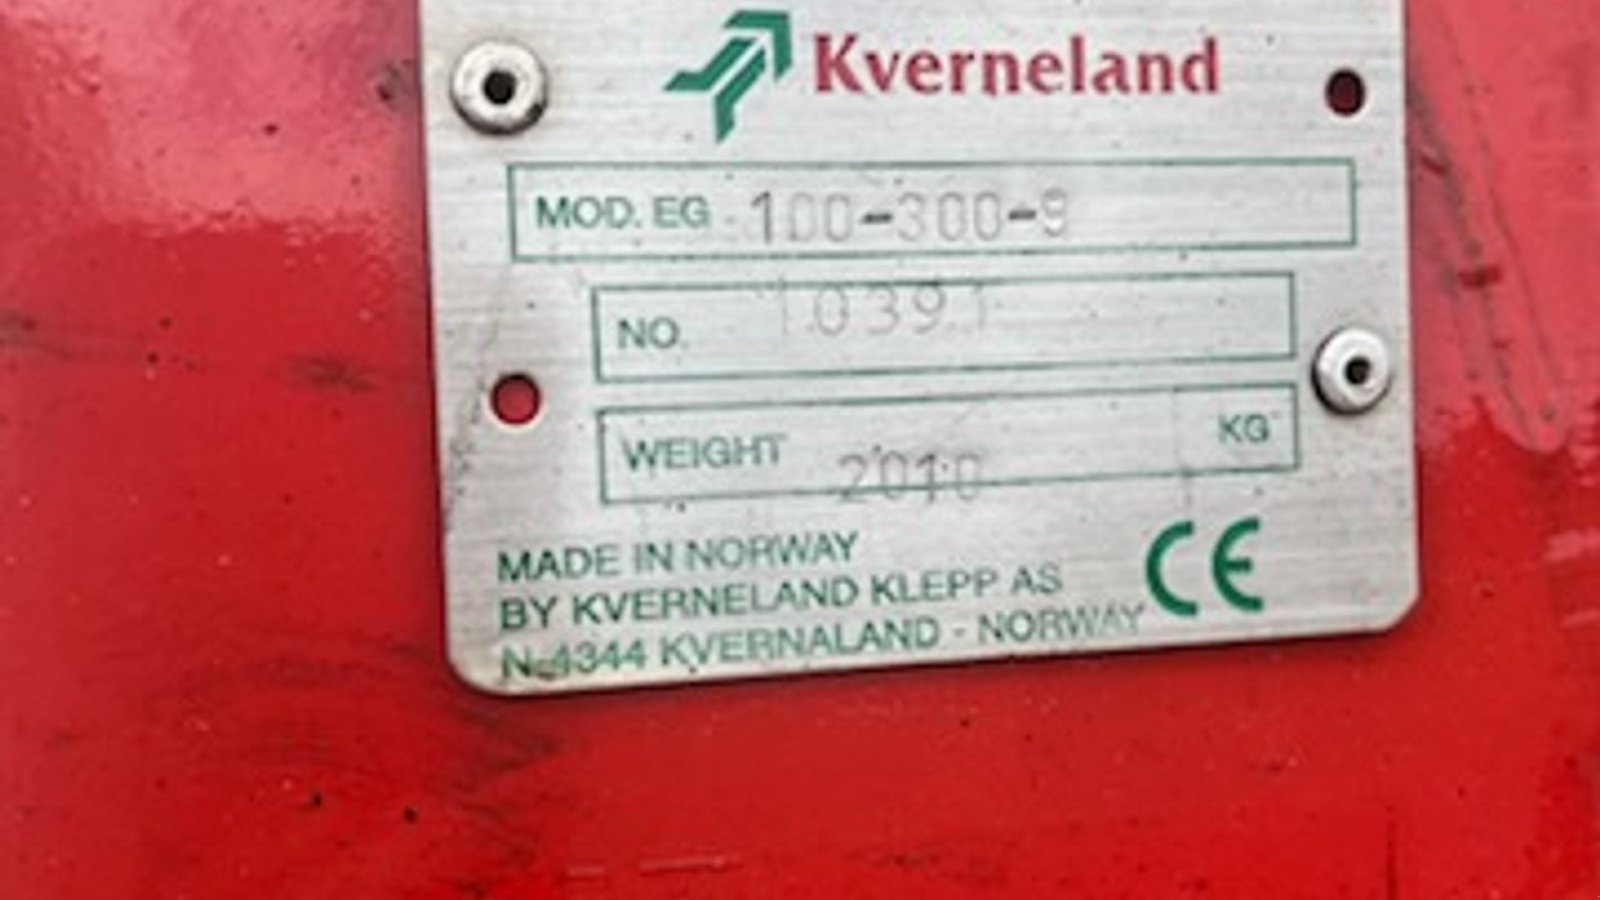 Kverneland
MOD. EG 100-300-9
NO. 10391
WEIGHT 2010 KG
MADE IN NORWAY
BY KVERNELAND KLEPP AS
N-4344 KVERNALAND - NORWAY
CE